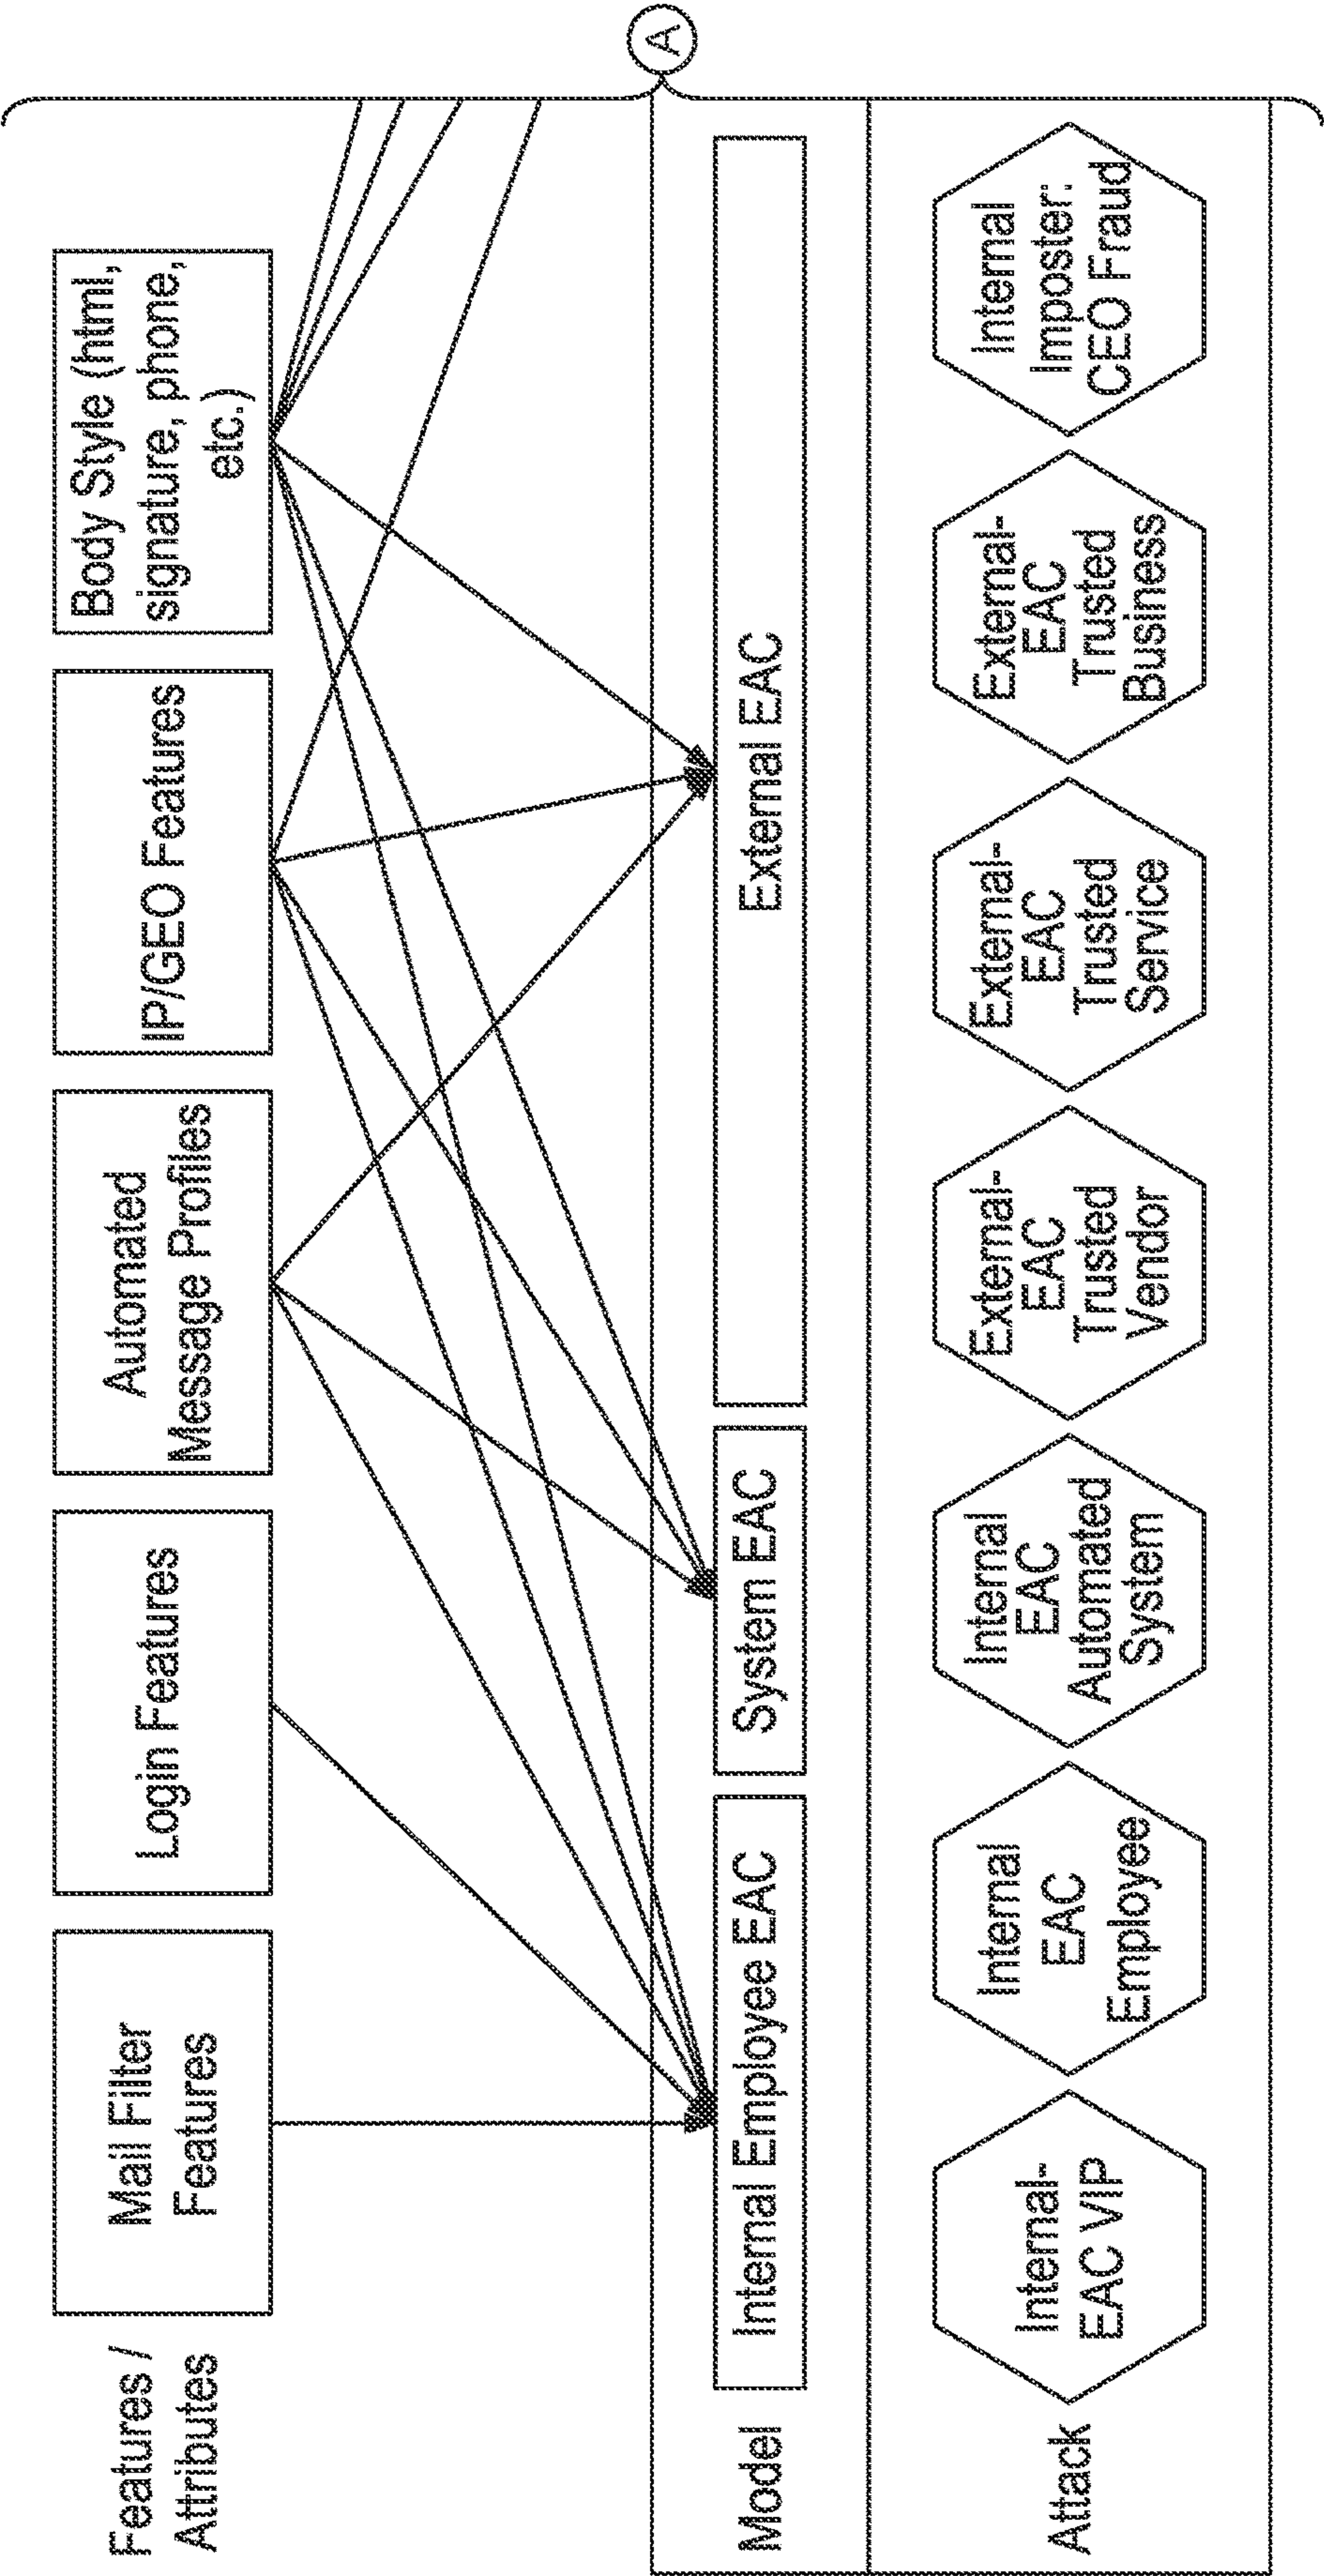 Features /
Attributes
Mail Filter
Features
Login Features
Automated
Message Profiles
IP/GEO Features
Body Style (html,
signature, phone,
etc.)
A
Model
Internal Employee EAC
System EAC
External EAC
Attack
Internal-
EAC VIP
Internal
EAC
Employee
Internal
EAC
Automated
System
External-
EAC
Trusted
Vendor
External-
EAC
Trusted
Service
External-
EAC
Trusted
Business
Internal
Imposter:
CEO Fraud